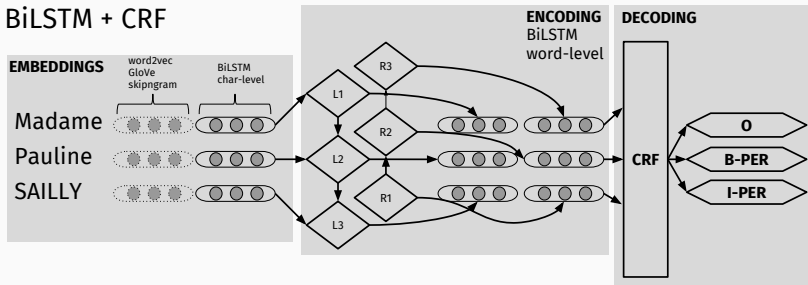 BiLSTM + CRF
EMBEDDINGS
word2vec
GloVe
skipngram
BiLSTM
char-level
Madame
Pauline
SAILLY
ENCODING
BiLSTM
word-level
L1
L2
L3
R3
R2
R1
DECODING
CRF
O
B-PER
I-PER